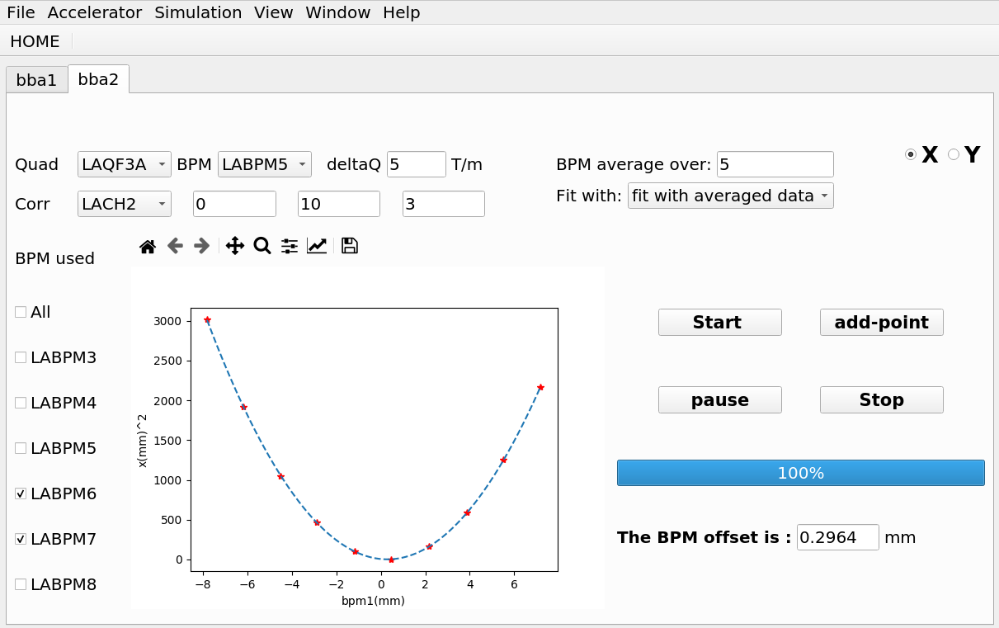 File Accelerator Simulation View Window Help
HOME
bba1 bba2
X Y
Quad LAQF3A BPM LABPM5 deltaQ 5 T/m BPM average over: 5
Corr LACH2 0 10 3 Fit with: fit with averaged data
BPM used
All
LABPM3
LABPM4
LABPM5
LABPM6
LABPM7
LABPM8
3000
2500
2000
1500
1000
500
0
x(mm)^2
−8 −6 −4 −2 0 2 4 6
bpm1(mm)
Start add-point
pause Stop
100%
The BPM offset is : 0.2964 mm